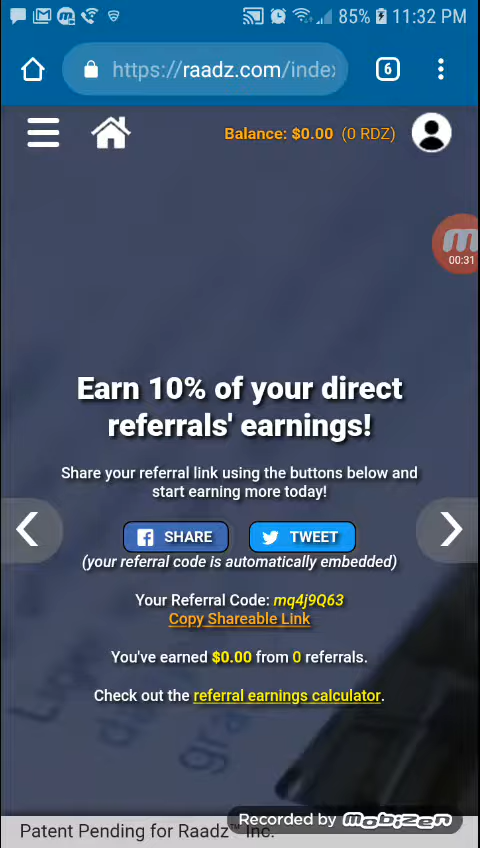 85% 11:32 PM
https://raadz.com/index
6
Balance: $0.00 (0 RDZ)
00:31
Earn 10% of your direct
referrals' earnings!
Share your referral link using the buttons below and
start earning more today!
SHARE TWEET
(your referral code is automatically embedded)
Your Referral Code: mq4j9Q63
Copy Shareable Link
You've earned $0.00 from 0 referrals.
Check out the referral earnings calculator.
Recorded by mobizen
Patent Pending for Raadz™ Inc.